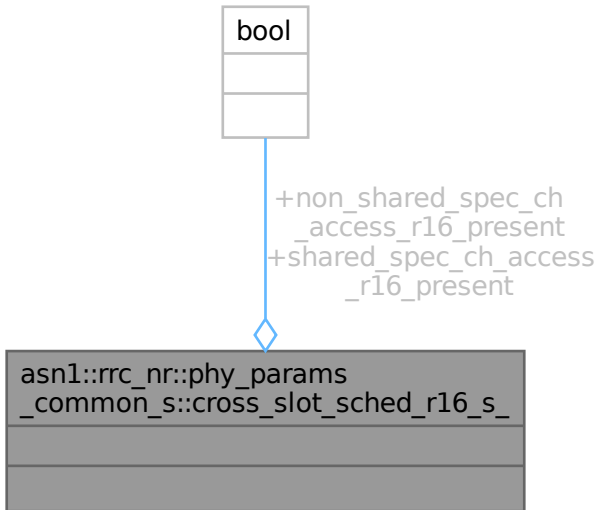 bool
+non_shared_spec_ch
_access_r16_present
+shared_spec_ch_access
_r16_present
asn1::rrc_nr::phy_params
_common_s::cross_slot_sched_r16_s_